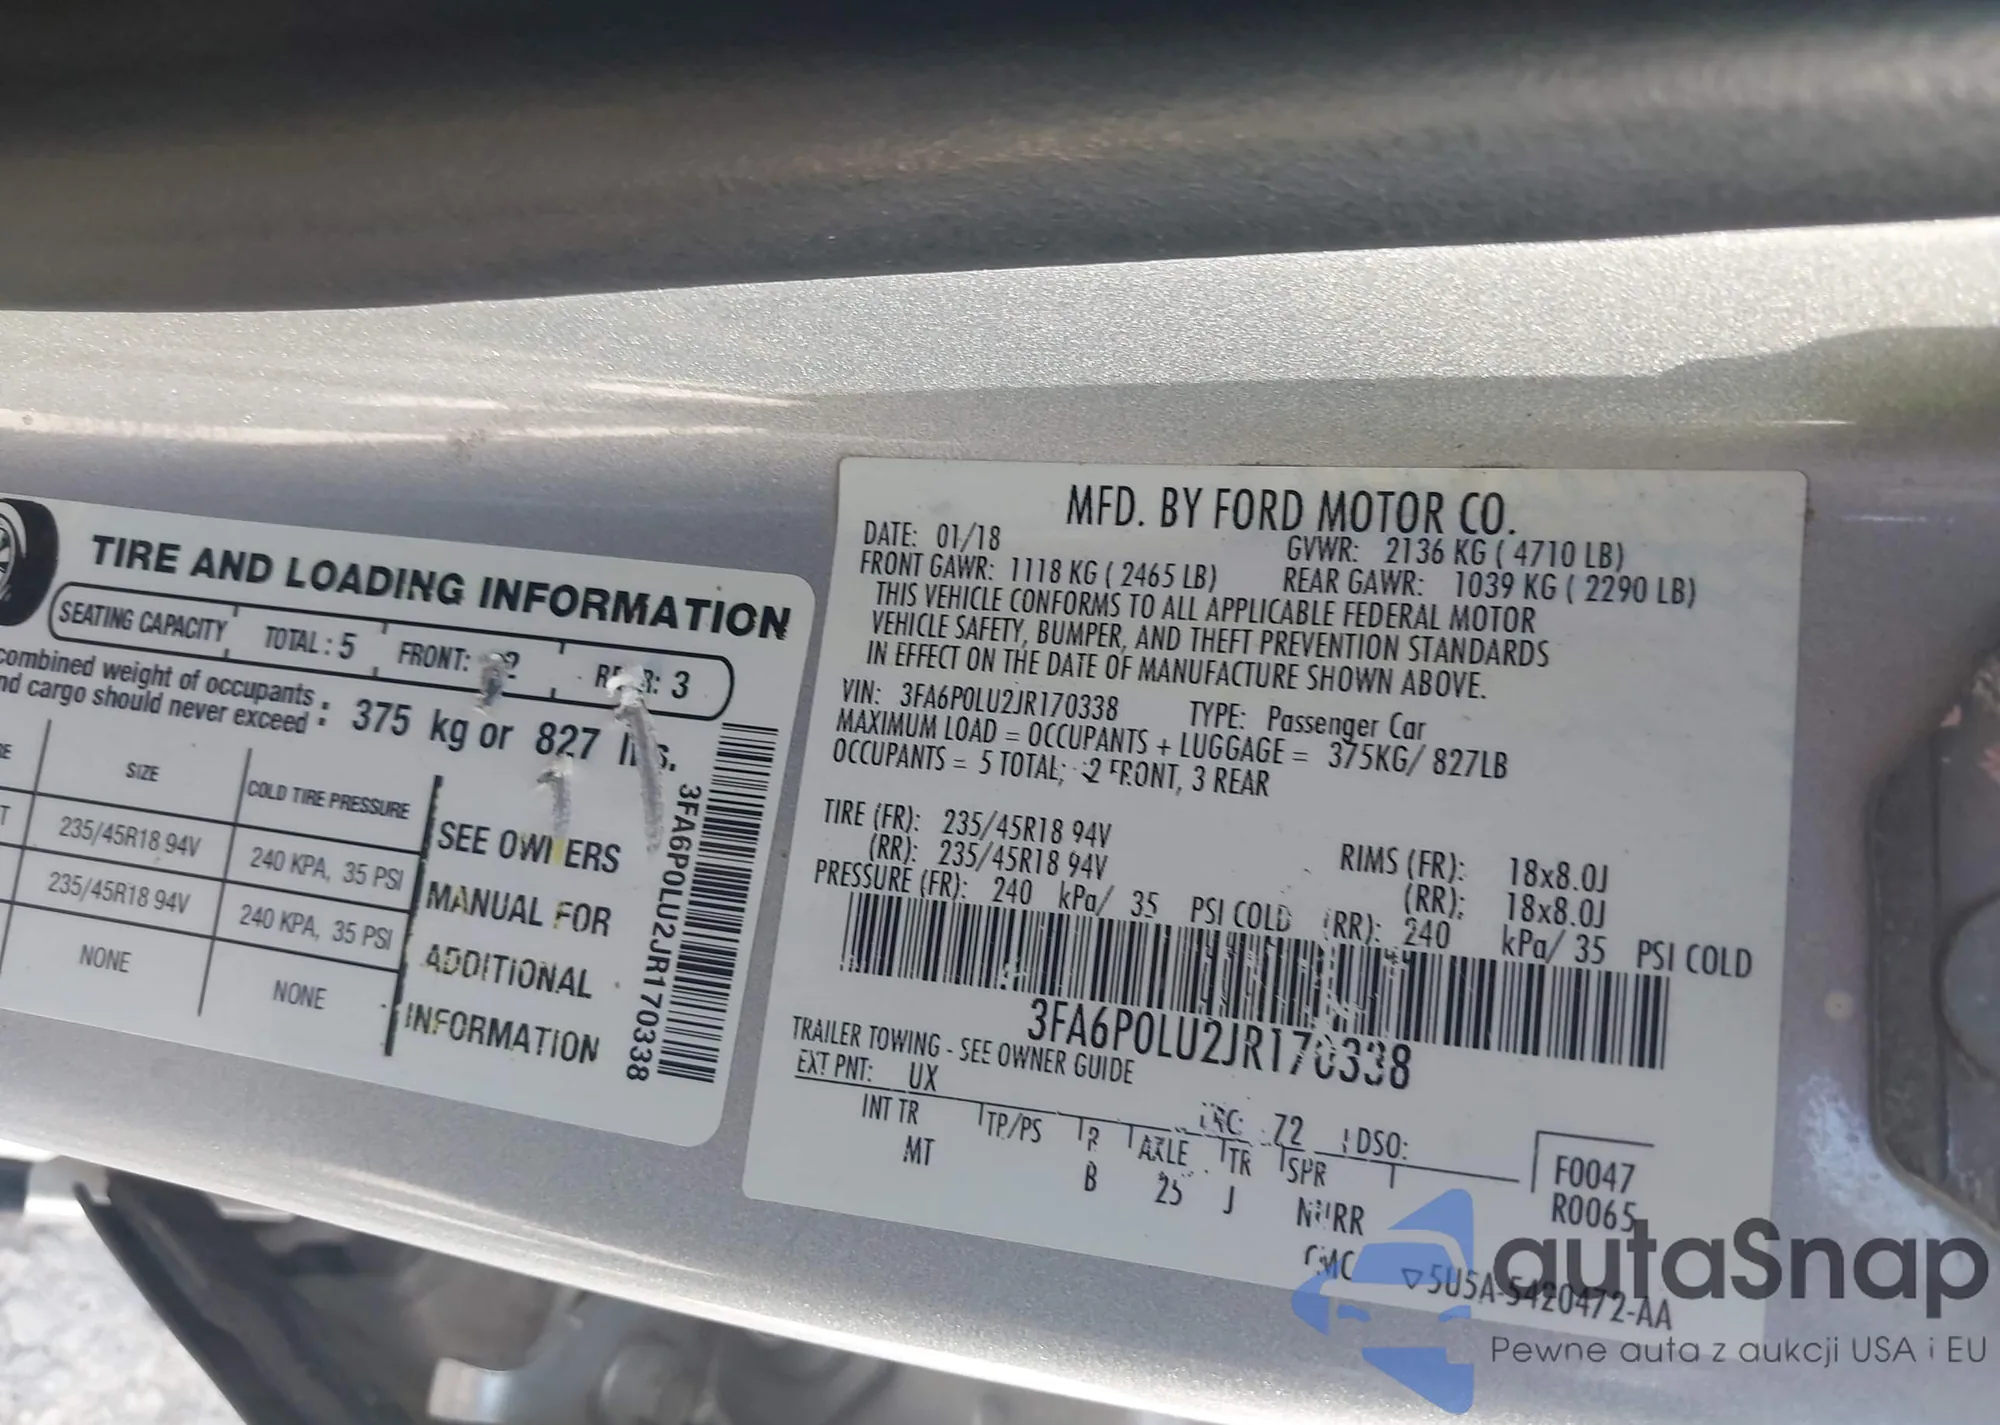 TIRE AND LOADING INFORMATION
SEATING CAPACITY TOTAL : 5 FRONT: 2 REAR: 3
combined weight of occupants
and cargo should never exceed : 375 kg or 827 lbs.
SIZE COLD TIRE PRESSURE
235/45R18 94V 240 KPA, 35 PSI
235/45R18 94V 240 KPA, 35 PSI
NONE NONE
SEE OWNERS
MANUAL FOR
ADDITIONAL
INFORMATION
3FA6P0LU2JR170338
MFD. BY FORD MOTOR CO.
DATE: 01/18 GVWR: 2136 KG ( 4710 LB)
FRONT GAWR: 1118 KG ( 2465 LB) REAR GAWR: 1039 KG ( 2290 LB)
THIS VEHICLE CONFORMS TO ALL APPLICABLE FEDERAL MOTOR
VEHICLE SAFETY, BUMPER, AND THEFT PREVENTION STANDARDS
IN EFFECT ON THE DATE OF MANUFACTURE SHOWN ABOVE.
VIN: 3FA6P0LU2JR170338 TYPE: Passenger Car
MAXIMUM LOAD = OCCUPANTS + LUGGAGE = 375KG/ 827LB
OCCUPANTS = 5 TOTAL; 2 FRONT, 3 REAR
TIRE (FR): 235/45R18 94V RIMS (FR): 18x8.0J
(RR): 235/45R18 94V (RR): 18x8.0J
PRESSURE (FR): 240 kPa/ 35 PSI COLD (RR): 240 kPa/ 35 PSI COLD
3FA6P0LU2JR170338
TRAILER TOWING - SEE OWNER GUIDE
EXT PNT: UX RC: 72 DSO:
INT TR TP/PS R AXLE TR SPR
MT B 25 J NURR
F0047
R0065
▽5U5A-5420472-AA
autaSnap
Pewne auta z aukcji USA i EU